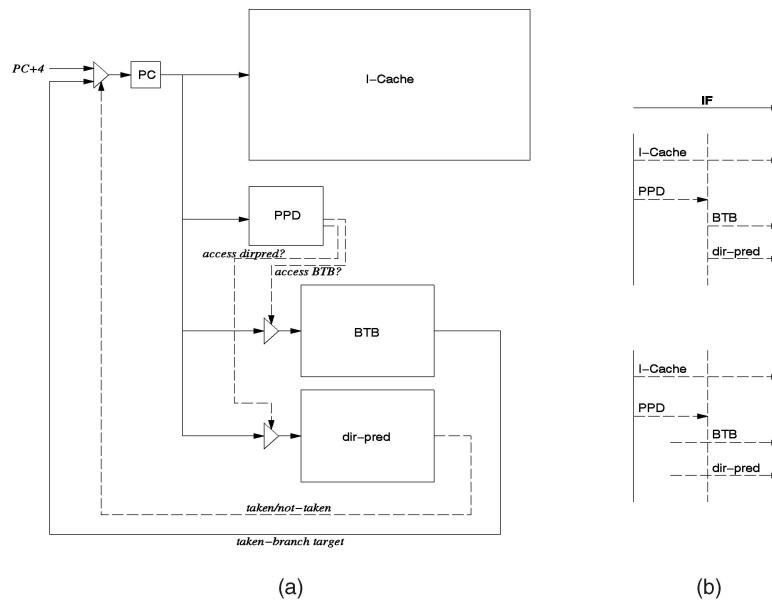 PC+4
PC
I-Cache
PPD
access dirpred?
access BTB?
BTB
dir-pred
taken/not-taken
taken-branch target
(a)
IF
I-Cache
PPD
BTB
dir-pred
I-Cache
PPD
BTB
dir-pred
(b)